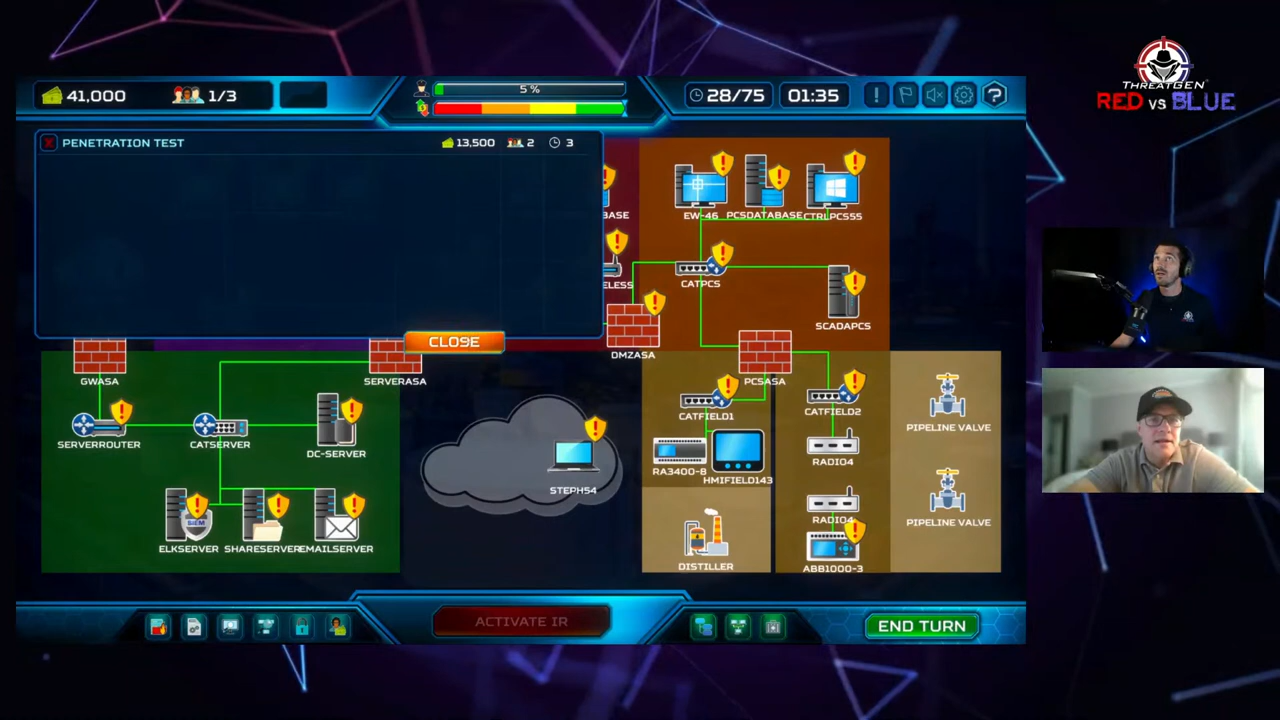 41,000
1/3
5%
28/75
01:35
THREATGEN
RED vs BLUE
PENETRATION TEST
13,500
2
3
CLOSE
BASE
EW-46
PCSDATABASE
CTRLPCS55
LESS
CATPCS
SCADAPCS
DMZASA
PCSASA
GWASA
SERVERASA
SERVERROUTER
CATSERVER
DC-SERVER
CATFIELD1
CATFIELD2
PIPELINE VALVE
RA3400-B
HMIFIELD143
RADIO4
STEPH54
SIEM
RADIO4
PIPELINE VALVE
ELKSERVER
SHARESERVER
EMAILSERVER
DISTILLER
ABB1000-3
ACTIVATE IR
END TURN